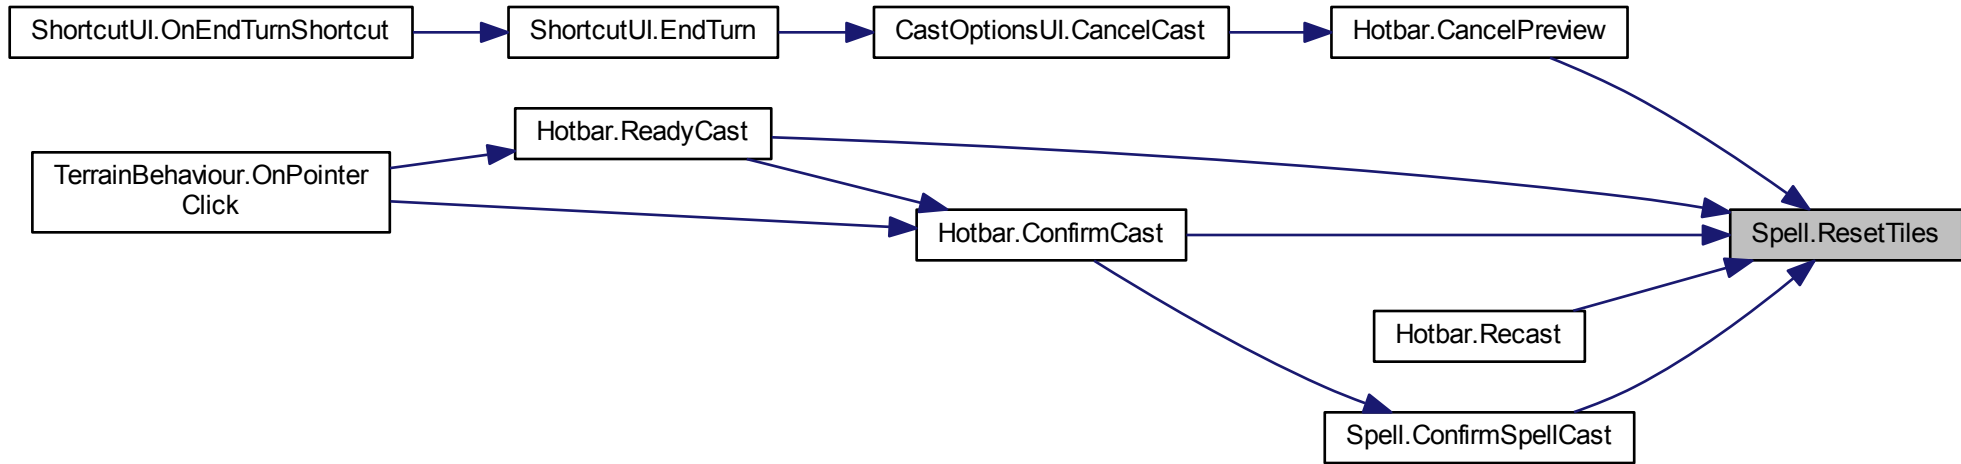 ShortcutUI.OnEndTurnShortcut
ShortcutUI.EndTurn
CastOptionsUI.CancelCast
Hotbar.CancelPreview
Hotbar.ReadyCast
TerrainBehaviour.OnPointer
Click
Hotbar.ConfirmCast
Spell.ResetTiles
Hotbar.Recast
Spell.ConfirmSpellCast